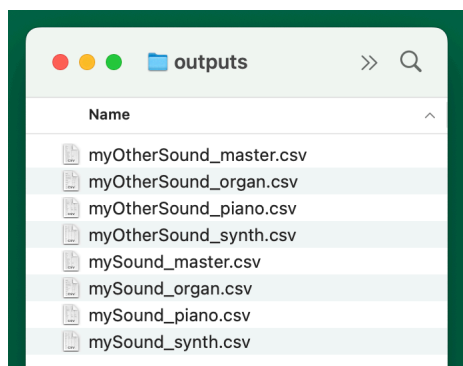 outputs
Name
myOtherSound_master.csv
myOtherSound_organ.csv
myOtherSound_piano.csv
myOtherSound_synth.csv
mySound_master.csv
mySound_organ.csv
mySound_piano.csv
mySound_synth.csv